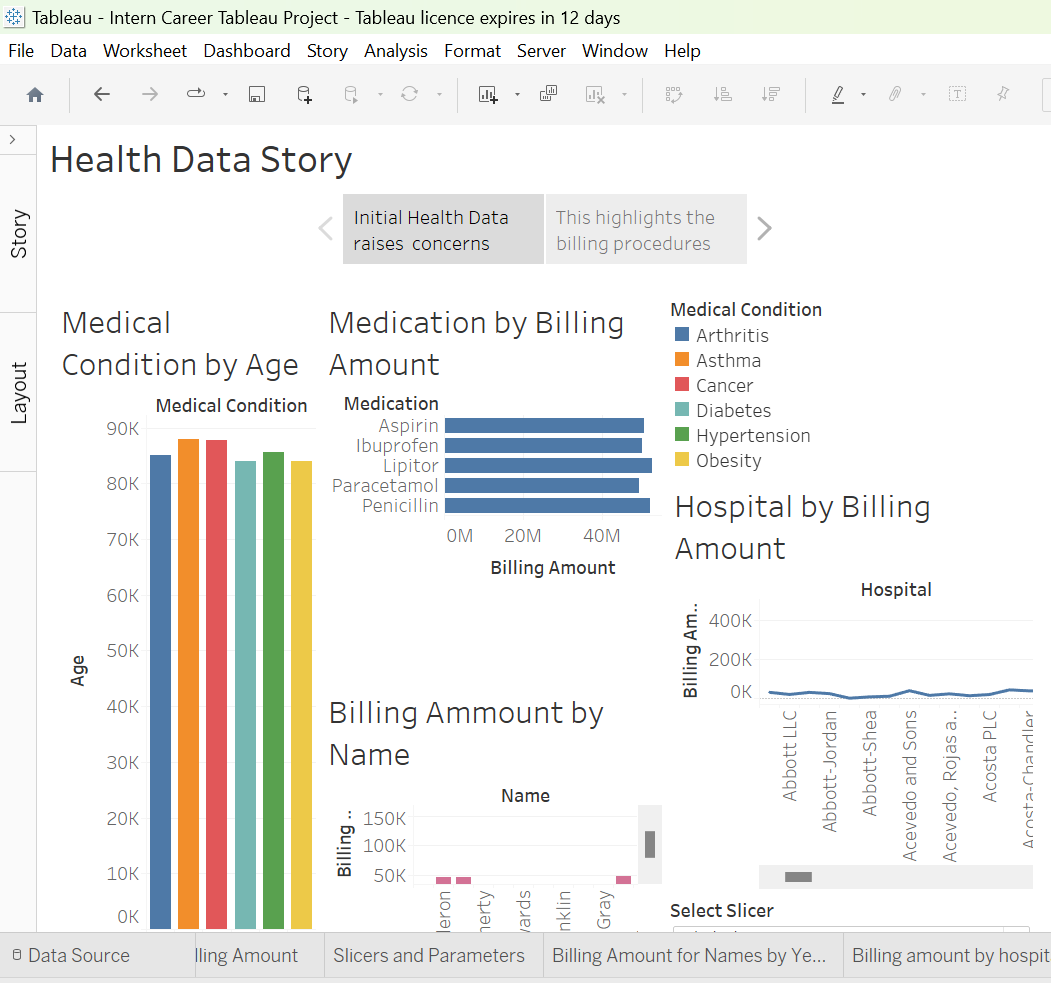 Tableau - Intern Career Tableau Project - Tableau licence expires in 12 days
File Data Worksheet Dashboard Story Analysis Format Server Window Help
Story
Layout
Health Data Story
Initial Health Data
raises concerns
This highlights the
billing procedures
Medical
Condition by Age
Medical Condition
90K
80K
70K
60K
50K
40K
30K
20K
10K
0K
Age
Medication by Billing
Amount
Medication
Aspirin
Ibuprofen
Lipitor
Paracetamol
Penicillin
0M 20M 40M
Billing Amount
Billing Ammount by
Name
Name
Billing ..
150K
100K
50K
deron
herty
vards
nklin
Gray
Medical Condition
Arthritis
Asthma
Cancer
Diabetes
Hypertension
Obesity
Hospital by Billing
Amount
Hospital
Billing Am..
400K
200K
0K
Abbott LLC
Abbott-Jordan
Abbott-Shea
Acevedo and Sons
Acevedo, Rojas a..
Acosta PLC
Acosta-Chandler
Select Slicer
Data Source
lling Amount
Slicers and Parameters
Billing Amount for Names by Ye...
Billing amount by hospit